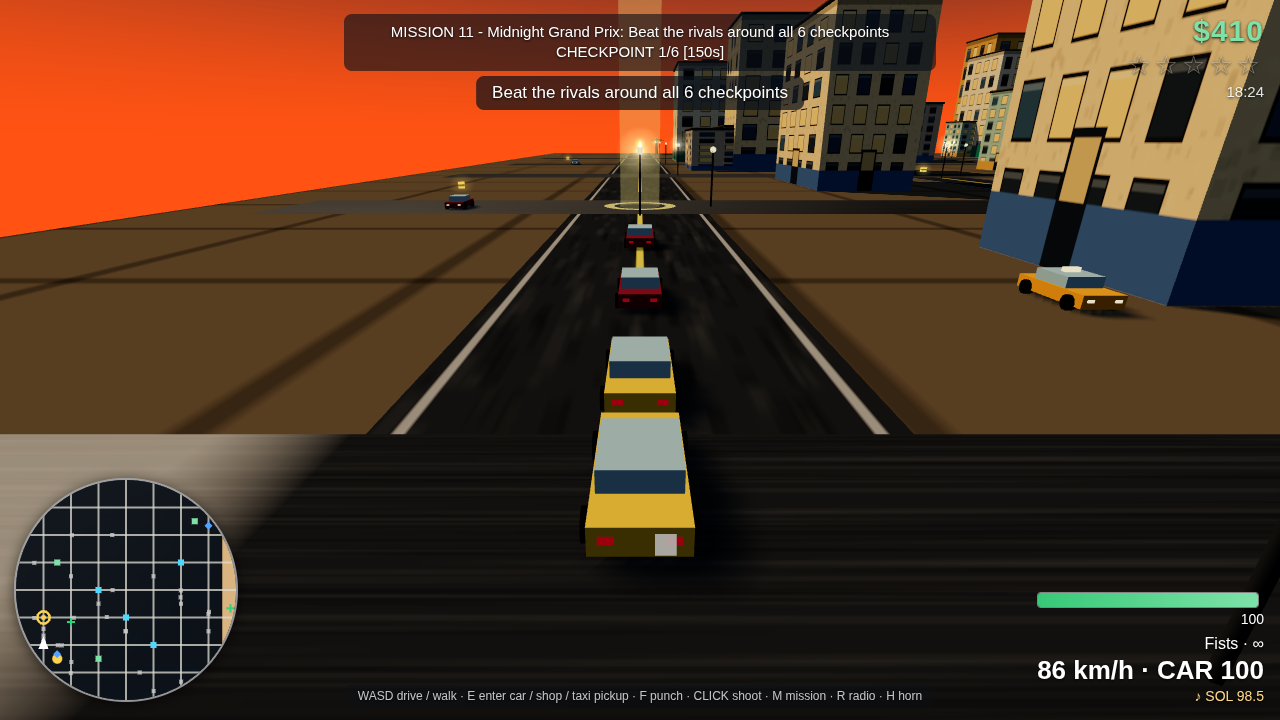 MISSION 11 - Midnight Grand Prix: Beat the rivals around all 6 checkpoints
CHECKPOINT 1/6 [150s]
Beat the rivals around all 6 checkpoints
$410
☆ ☆ ☆ ☆ ☆
18:24
100
Fists · ∞
86 km/h · CAR 100
♪ SOL 98.5
WASD drive / walk · E enter car / shop / taxi pickup · F punch · CLICK shoot · M mission · R radio · H horn